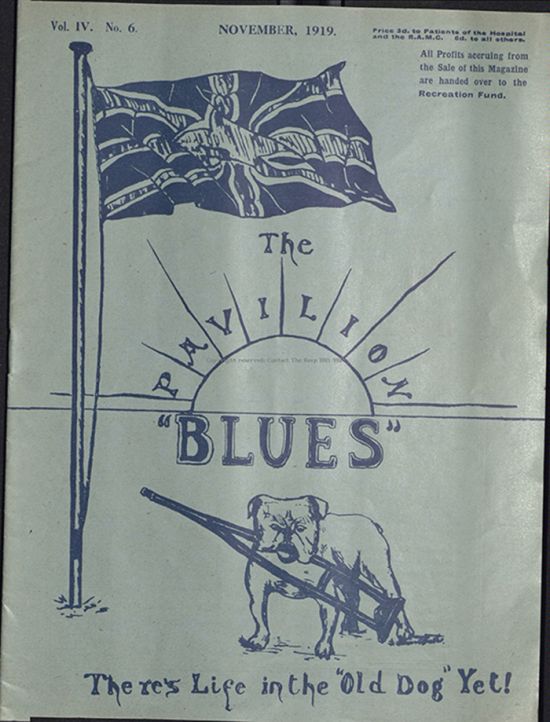 Vol. IV. No. 6.
NOVEMBER, 1919.
Price 3d. to Patients of the Hospital
and the R.A.M.C. 6d. to all others.
All Profits accruing from
the Sale of this Magazine
are handed over to the
Recreation Fund.
The
PAVILION
"BLUES"
There's Life in the "Old Dog" Yet!